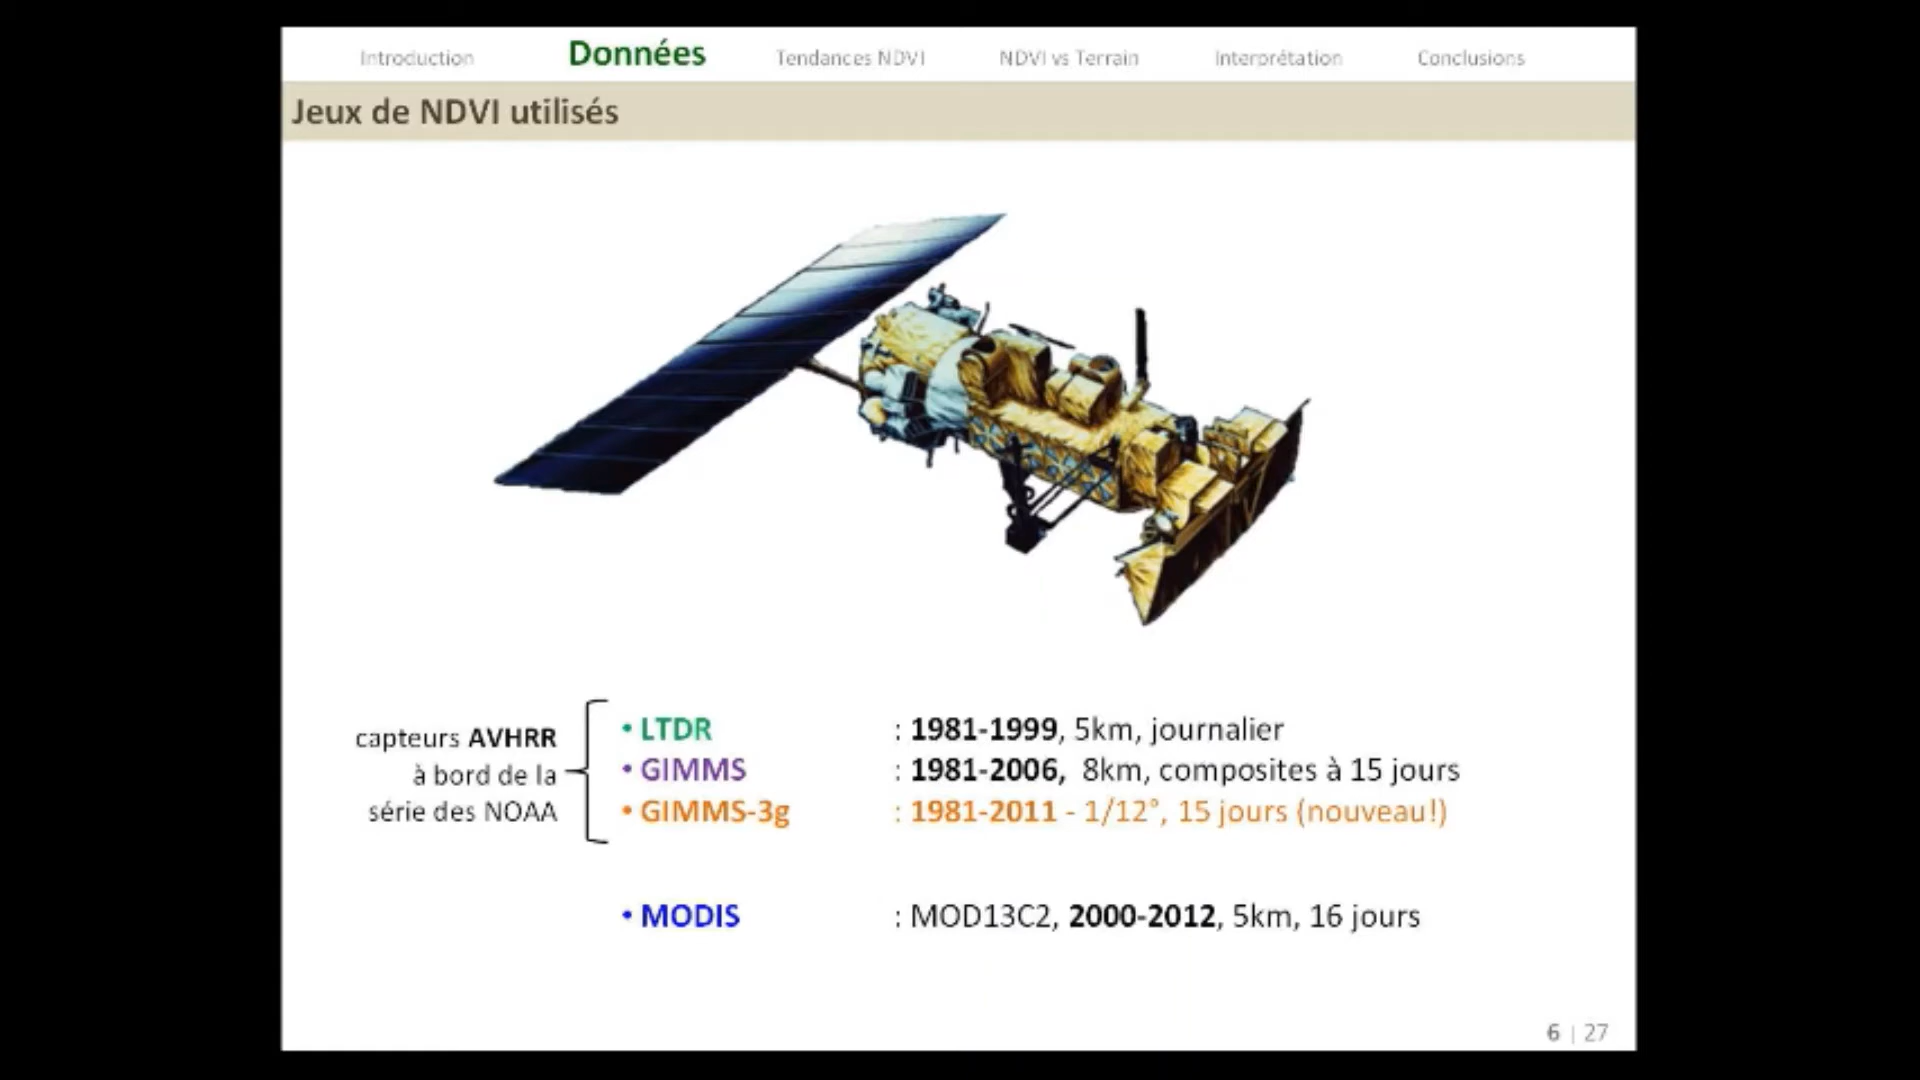 Introduction Données Tendances NDVI NDVI vs Terrain Interprétation Conclusions
Jeux de NDVI utilisés
capteurs AVHRR
à bord de la
série des NOAA
• LTDR : 1981-1999, 5km, journalier
• GIMMS : 1981-2006, 8km, composites à 15 jours
• GIMMS-3g : 1981-2011 - 1/12°, 15 jours (nouveau!)
• MODIS : MOD13C2, 2000-2012, 5km, 16 jours
6 | 27